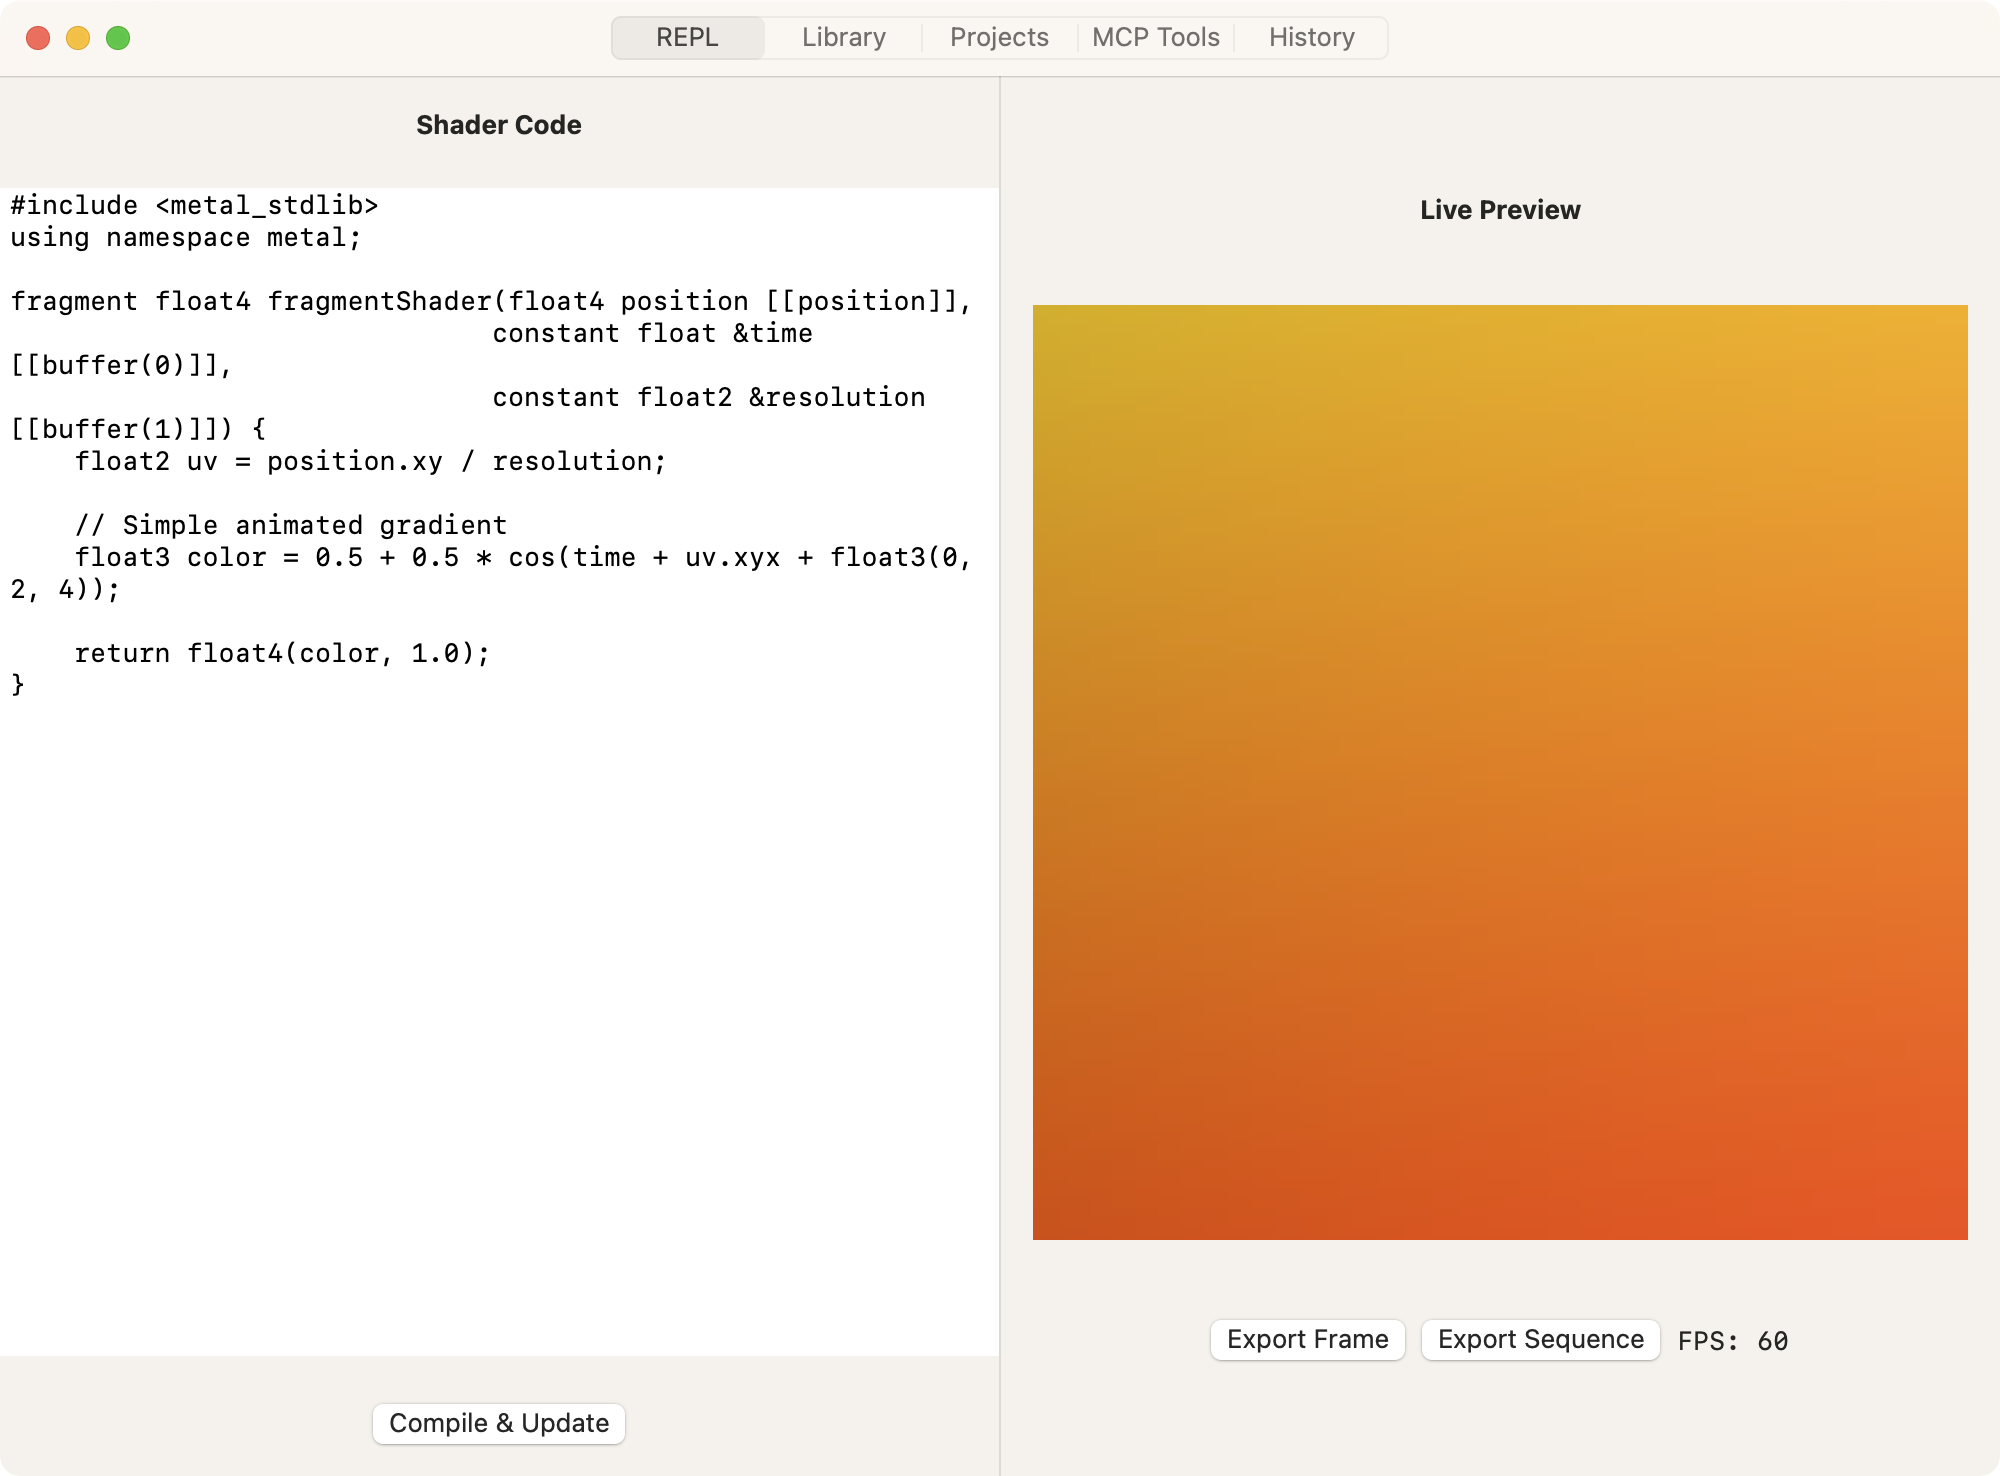 REPL Library Projects MCP Tools History
Shader Code
#include <metal_stdlib>
using namespace metal;
fragment float4 fragmentShader(float4 position [[position]],
constant float &time
[[buffer(0)]],
constant float2 &resolution
[[buffer(1)]]) {
float2 uv = position.xy / resolution;
// Simple animated gradient
float3 color = 0.5 + 0.5 * cos(time + uv.xyx + float3(0,
2, 4));
return float4(color, 1.0);
}
Compile & Update
Live Preview
Export Frame Export Sequence FPS: 60